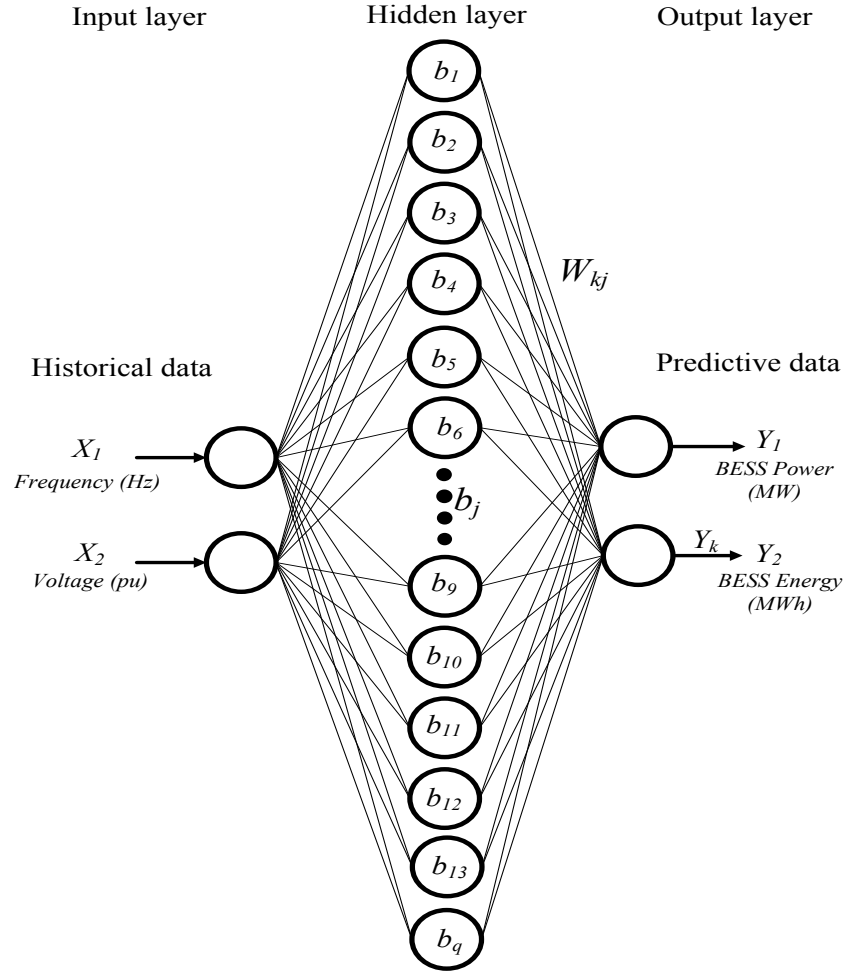 Input layer
Hidden layer
Output layer
b1
b2
b3
Wkj
b4
b5
Historical data
Predictive data
b6
X1
Frequency (Hz)
Y1
BESS Power
(MW)
bj
X2
Voltage (pu)
Yk
Y2
BESS Energy
(MWh)
b9
b10
b11
b12
b13
bq